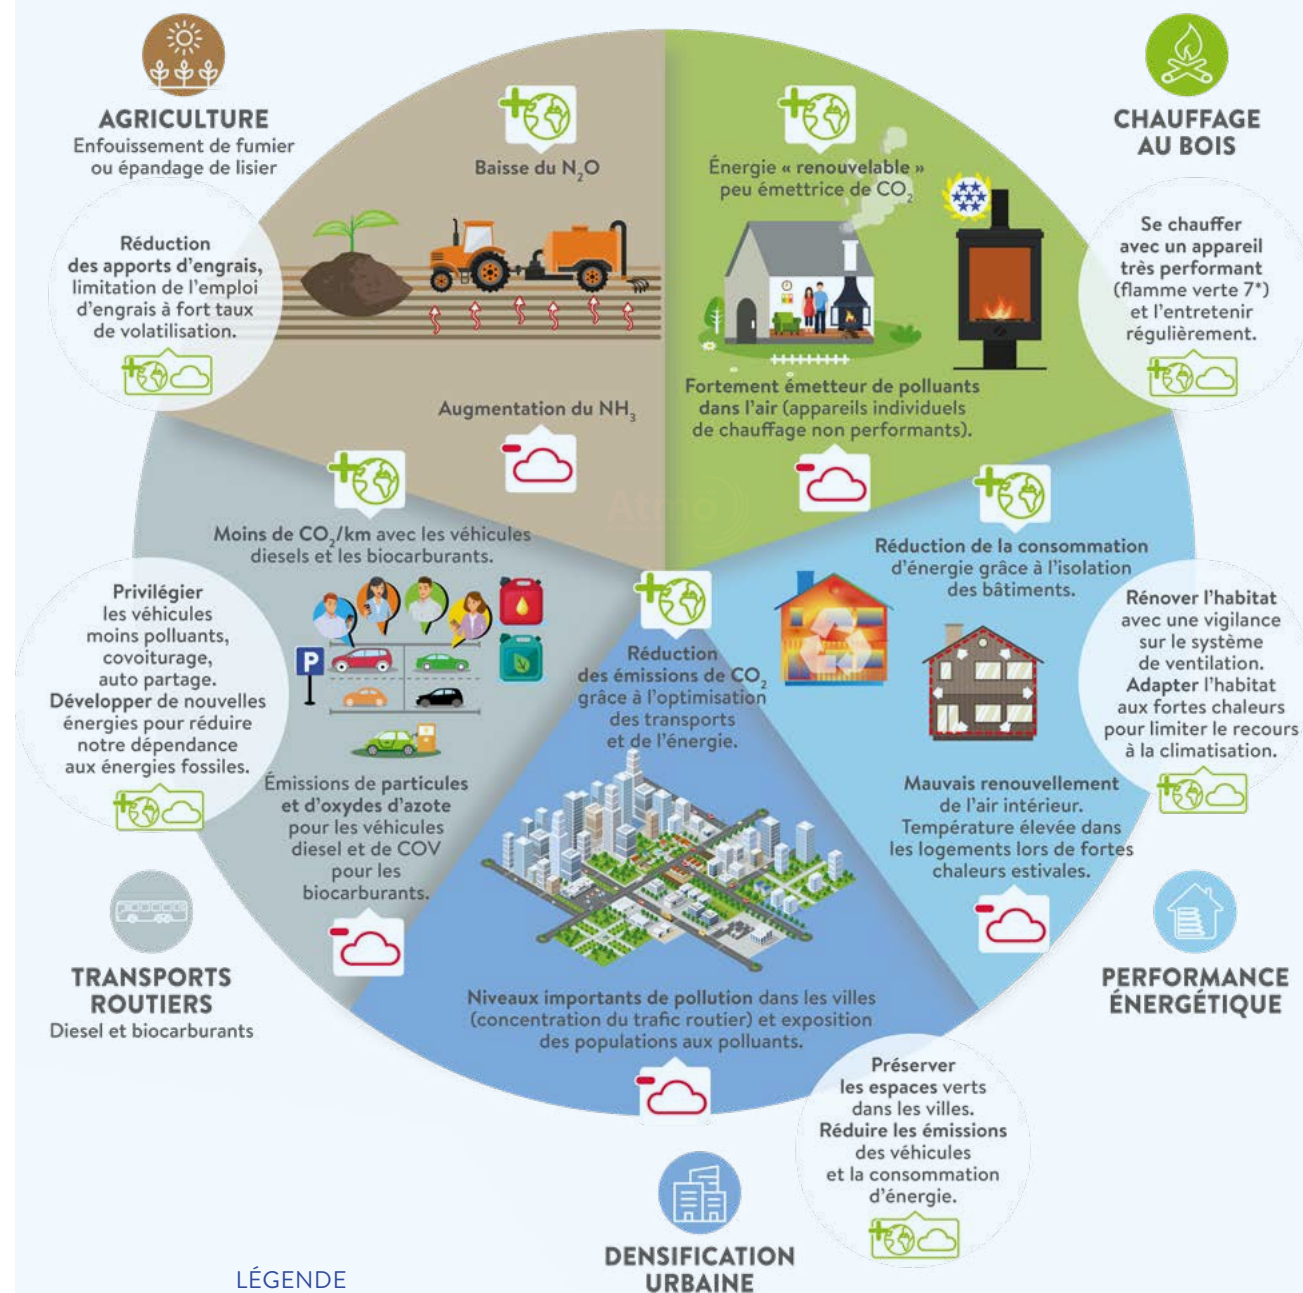 AGRICULTURE
Enfouissement de fumier
ou épandage de lisier
Réduction
des apports d'engrais,
limitation de l'emploi
d'engrais à fort taux
de volatilisation.
Baisse du N₂O
Augmentation du NH₃
CHAUFFAGE
AU BOIS
Énergie « renouvelable »
peu émettrice de CO₂
Fortement émetteur de polluants
dans l'air (appareils individuels
de chauffage non performants).
Se chauffer
avec un appareil
très performant
(flamme verte 7*)
et l'entretenir
régulièrement.
Atmo
Moins de CO₂/km avec les véhicules
diesels et les biocarburants.
P
Privilégier
les véhicules
moins polluants,
covoiturage,
auto partage.
Développer de nouvelles
énergies pour réduire
notre dépendance
aux énergies fossiles.
Émissions de particules
et d'oxydes d'azote
pour les véhicules
diesel et de COV
pour les
biocarburants.
TRANSPORTS
ROUTIERS
Diesel et biocarburants
Réduction
des émissions de CO₂
grâce à l'optimisation
des transports
et de l'énergie.
Niveaux importants de pollution dans les villes
(concentration du trafic routier) et exposition
des populations aux polluants.
Réduction de la consommation
d'énergie grâce à l'isolation
des bâtiments.
Mauvais renouvellement
de l'air intérieur.
Température élevée dans
les logements lors de fortes
chaleurs estivales.
Rénover l'habitat
avec une vigilance
sur le système
de ventilation.
Adapter l'habitat
aux fortes chaleurs
pour limiter le recours
à la climatisation.
PERFORMANCE
ÉNERGÉTIQUE
Préserver
les espaces verts
dans les villes.
Réduire les émissions
des véhicules
et la consommation
d'énergie.
DENSIFICATION
URBAINE
LÉGENDE